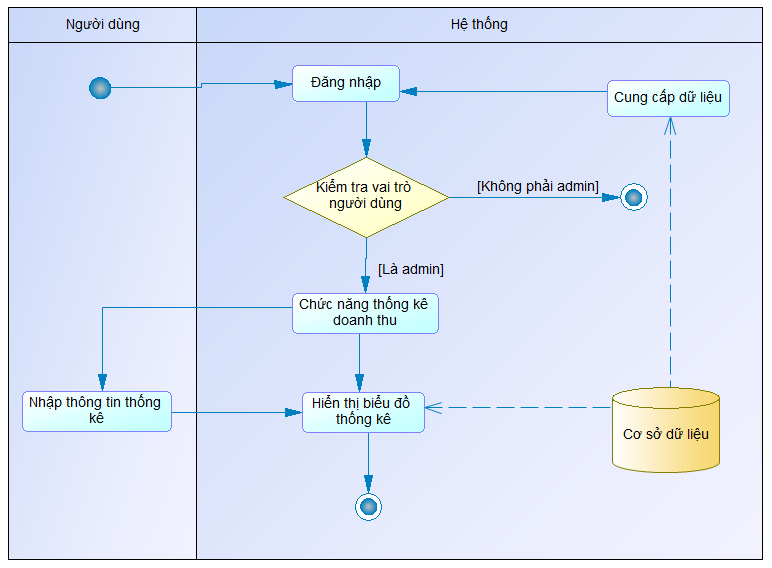 Người dùng
Hệ thống
Đăng nhập
Cung cấp dữ liệu
Kiểm tra vai trò
người dùng
[Không phải admin]
[Là admin]
Chức năng thống kê
doanh thu
Nhập thông tin thống
kê
Hiển thị biểu đồ
thống kê
Cơ sở dữ liệu